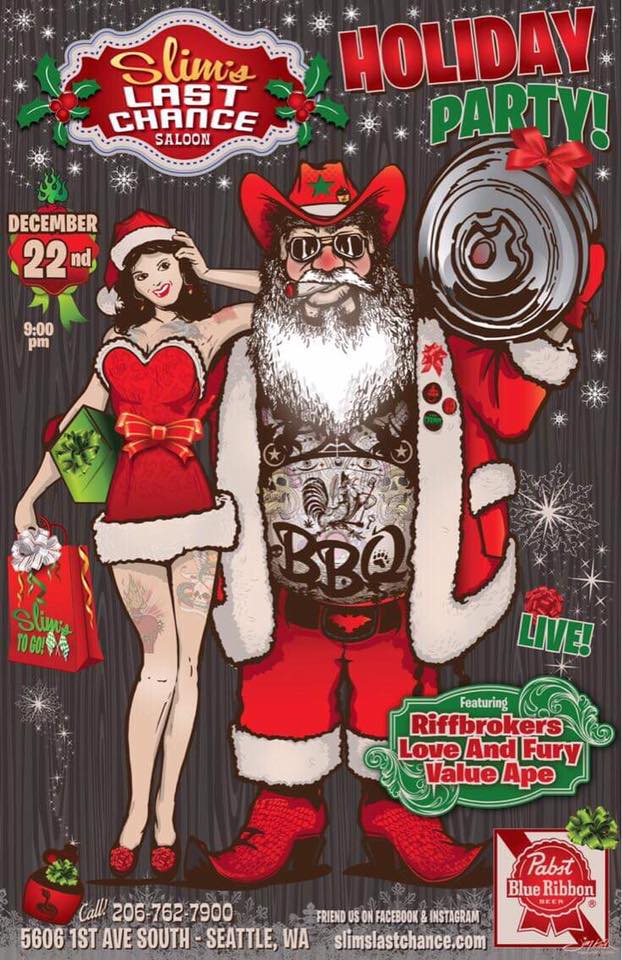 Slim's
LAST
CHANCE
SALOON
HOLIDAY
PARTY!
DECEMBER
22nd
9:00
pm
BBQ
Slim's
TO GO!
LIVE!
Featuring
Riffbrokers
Love And Fury
Value Ape
Pabst
Blue Ribbon
BEER
®
Call! 206-762-7900
FRIEND US ON FACEBOOK & INSTAGRAM
5606 1ST AVE SOUTH - SEATTLE, WA
slimslastchance.com